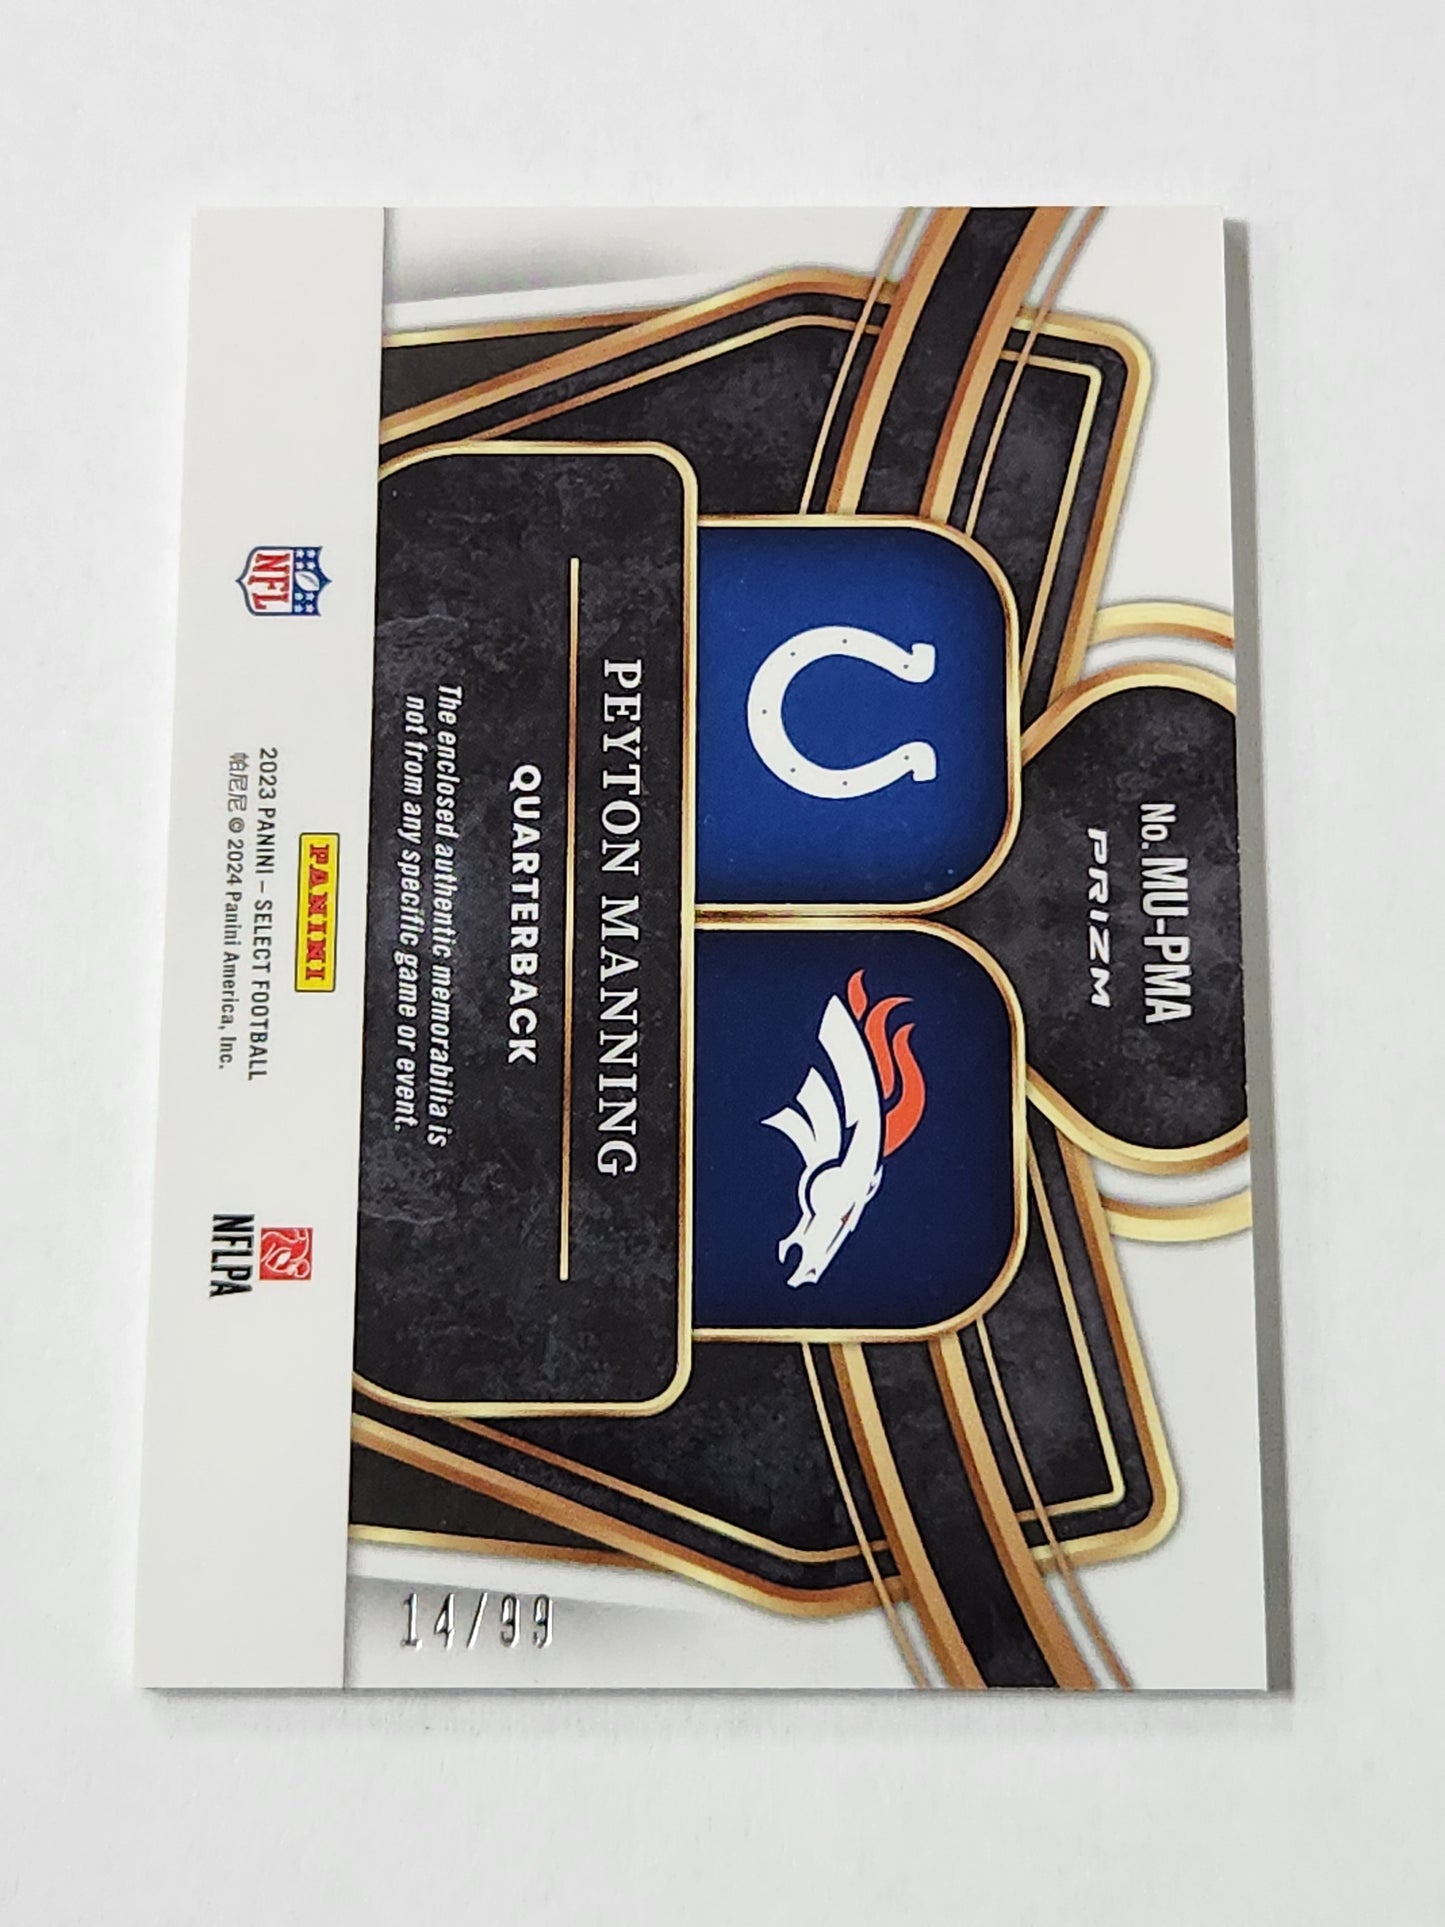 No. MU-PMA
PRIZM
PEYTON MANNING
QUARTERBACK
The enclosed authentic memorabilia is
not from any specific game or event.
14/99
PANINI
NFL
2023 PANINI – SELECT FOOTBALL
帕尼尼 © 2024 Panini America, Inc.
NFLPA